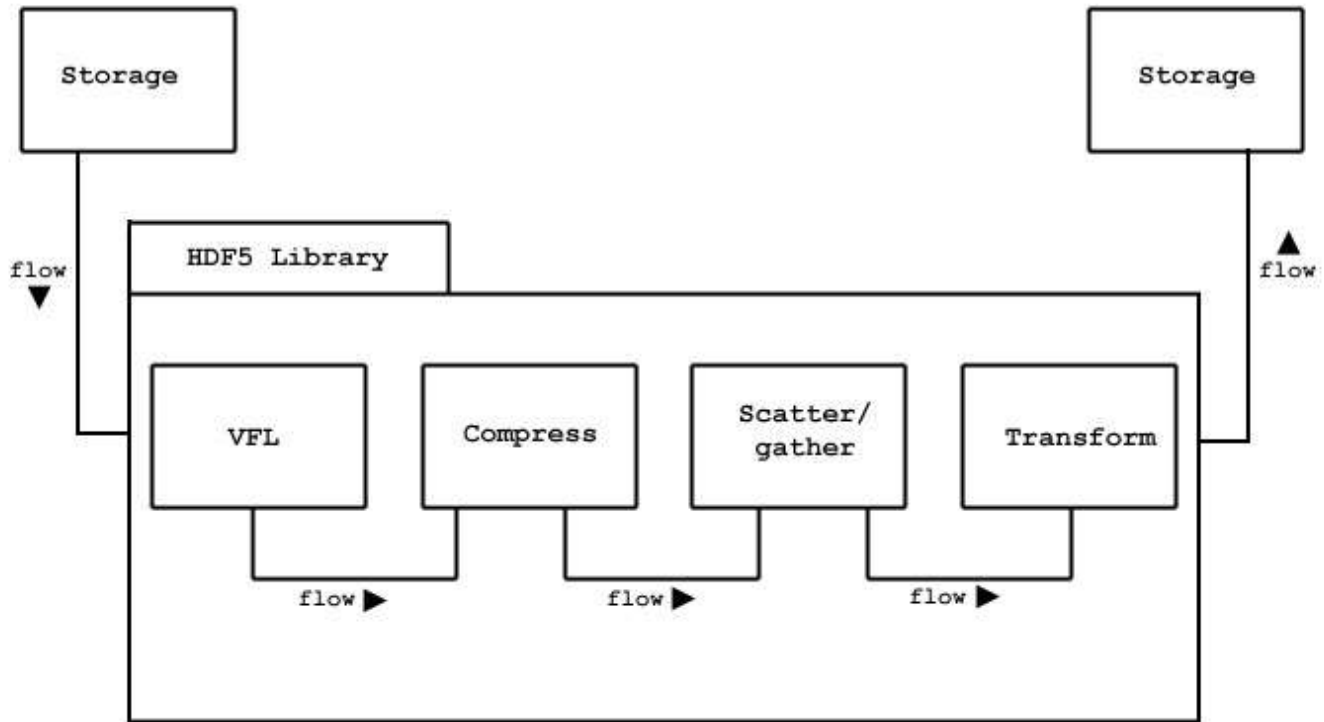 Storage
Storage
HDF5 Library
flow
flow
VFL
Compress
Scatter/
gather
Transform
flow
flow
flow